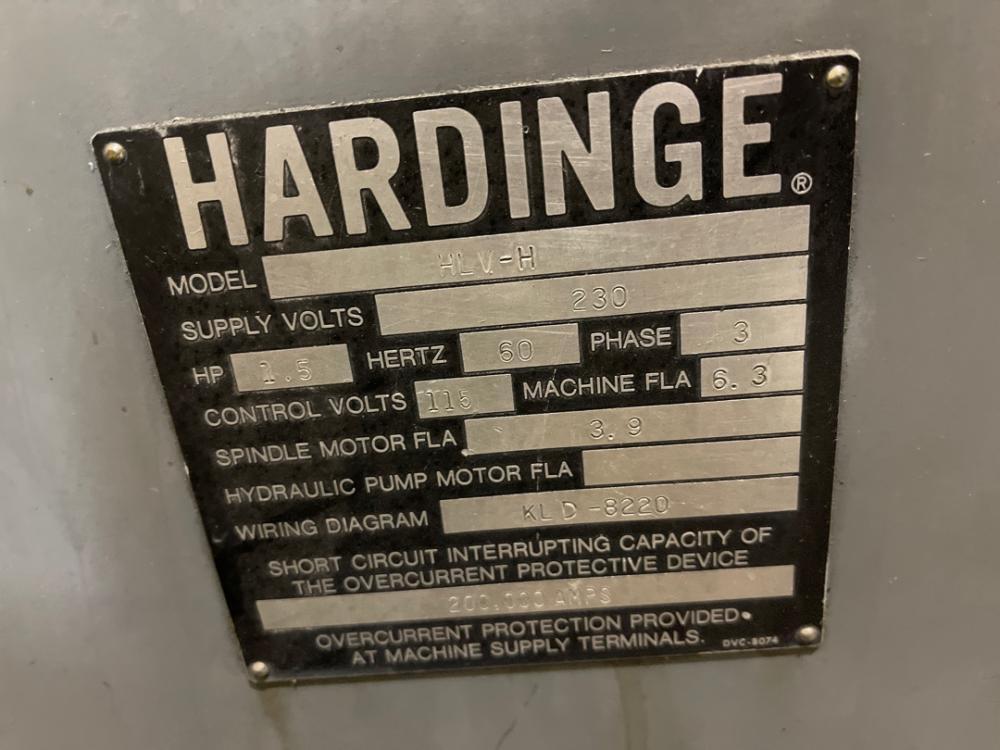 HARDINGE®
MODEL HLV-H
SUPPLY VOLTS 230
HP 1.5 HERTZ 60 PHASE 3
CONTROL VOLTS 115 MACHINE FLA 6.3
SPINDLE MOTOR FLA 3.9
HYDRAULIC PUMP MOTOR FLA
WIRING DIAGRAM KLD-8220
SHORT CIRCUIT INTERRUPTING CAPACITY OF
THE OVERCURRENT PROTECTIVE DEVICE
200,000 AMPS
OVERCURRENT PROTECTION PROVIDED
AT MACHINE SUPPLY TERMINALS. DVC-8074